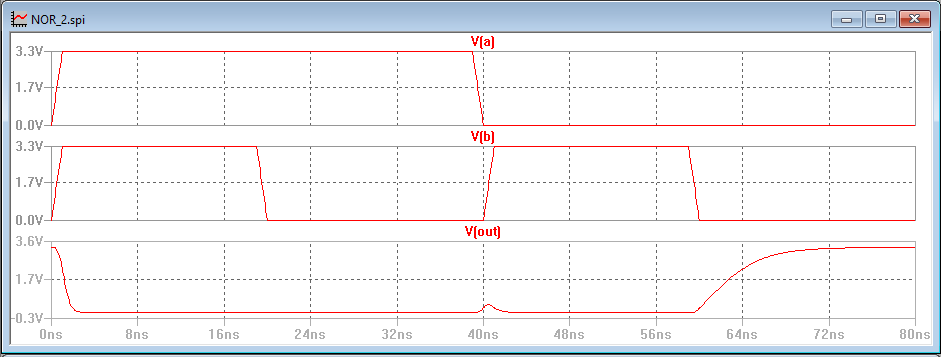 NOR_2.spi
V(a)
3.3V
1.7V
0.0V
V(b)
3.3V
1.7V
0.0V
V(out)
3.6V
1.7V
-0.3V
0ns 8ns 16ns 24ns 32ns 40ns 48ns 56ns 64ns 72ns 80ns